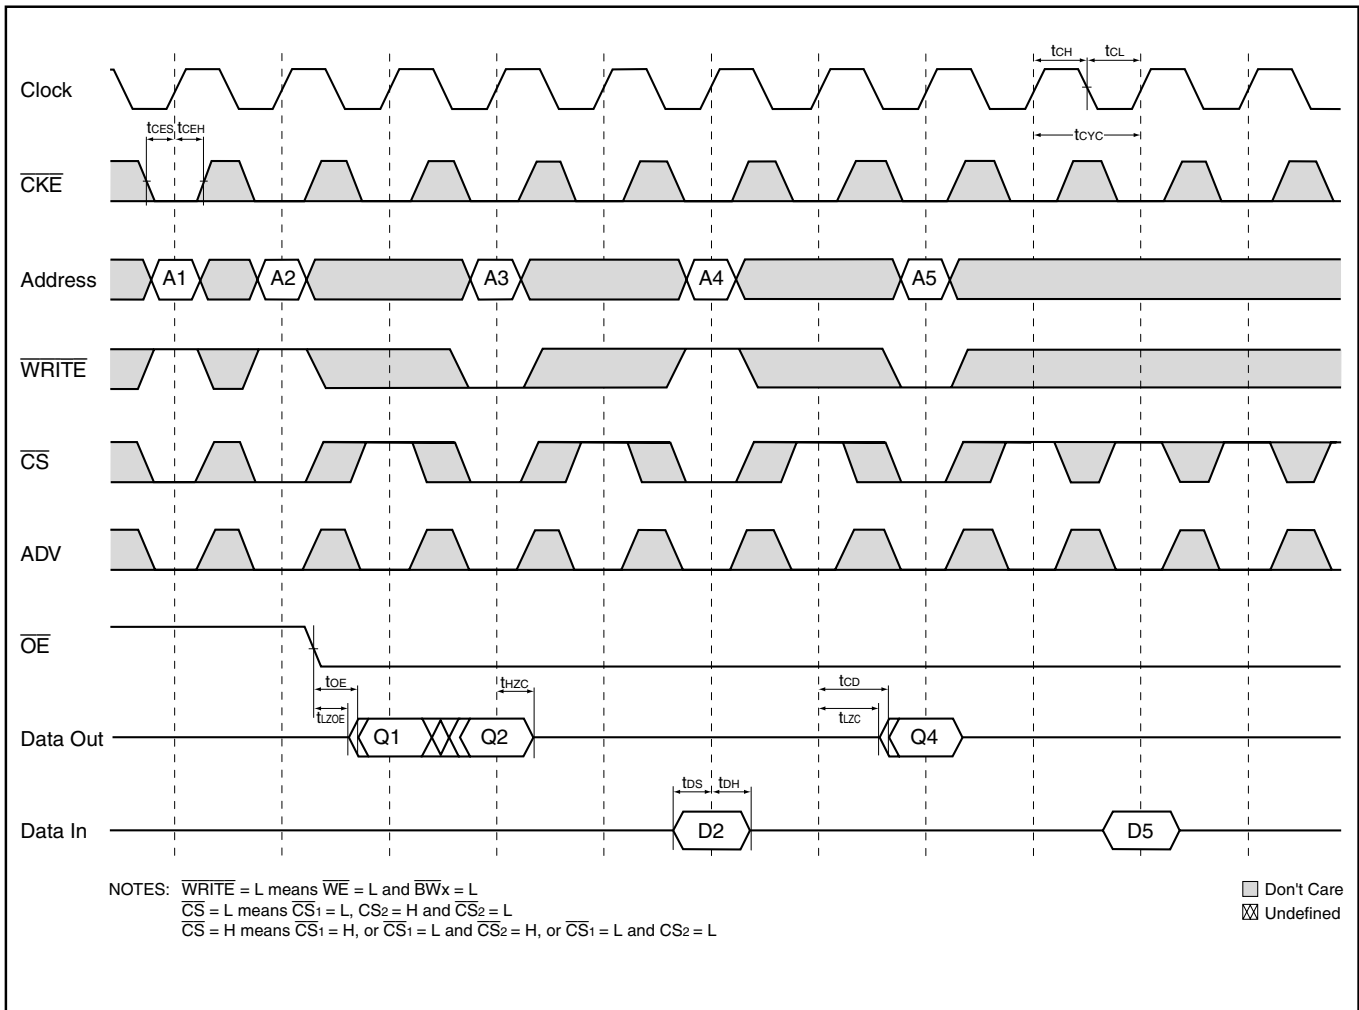 tCH tCL
Clock
tCES tCEH
tCYC
CKE
Address A1 A2 A3 A4 A5
WRITE
CS
ADV
OE
tOE tHZC tCD
tLZOE tLZC
Data Out Q1 Q2 Q4
tDS tDH
Data In D2 D5
NOTES: WRITE = L means WE = L and BWx = L
CS = L means CS1 = L, CS2 = H and CS2 = L
CS = H means CS1 = H, or CS1 = L and CS2 = H, or CS1 = L and CS2 = L
Don't Care
Undefined